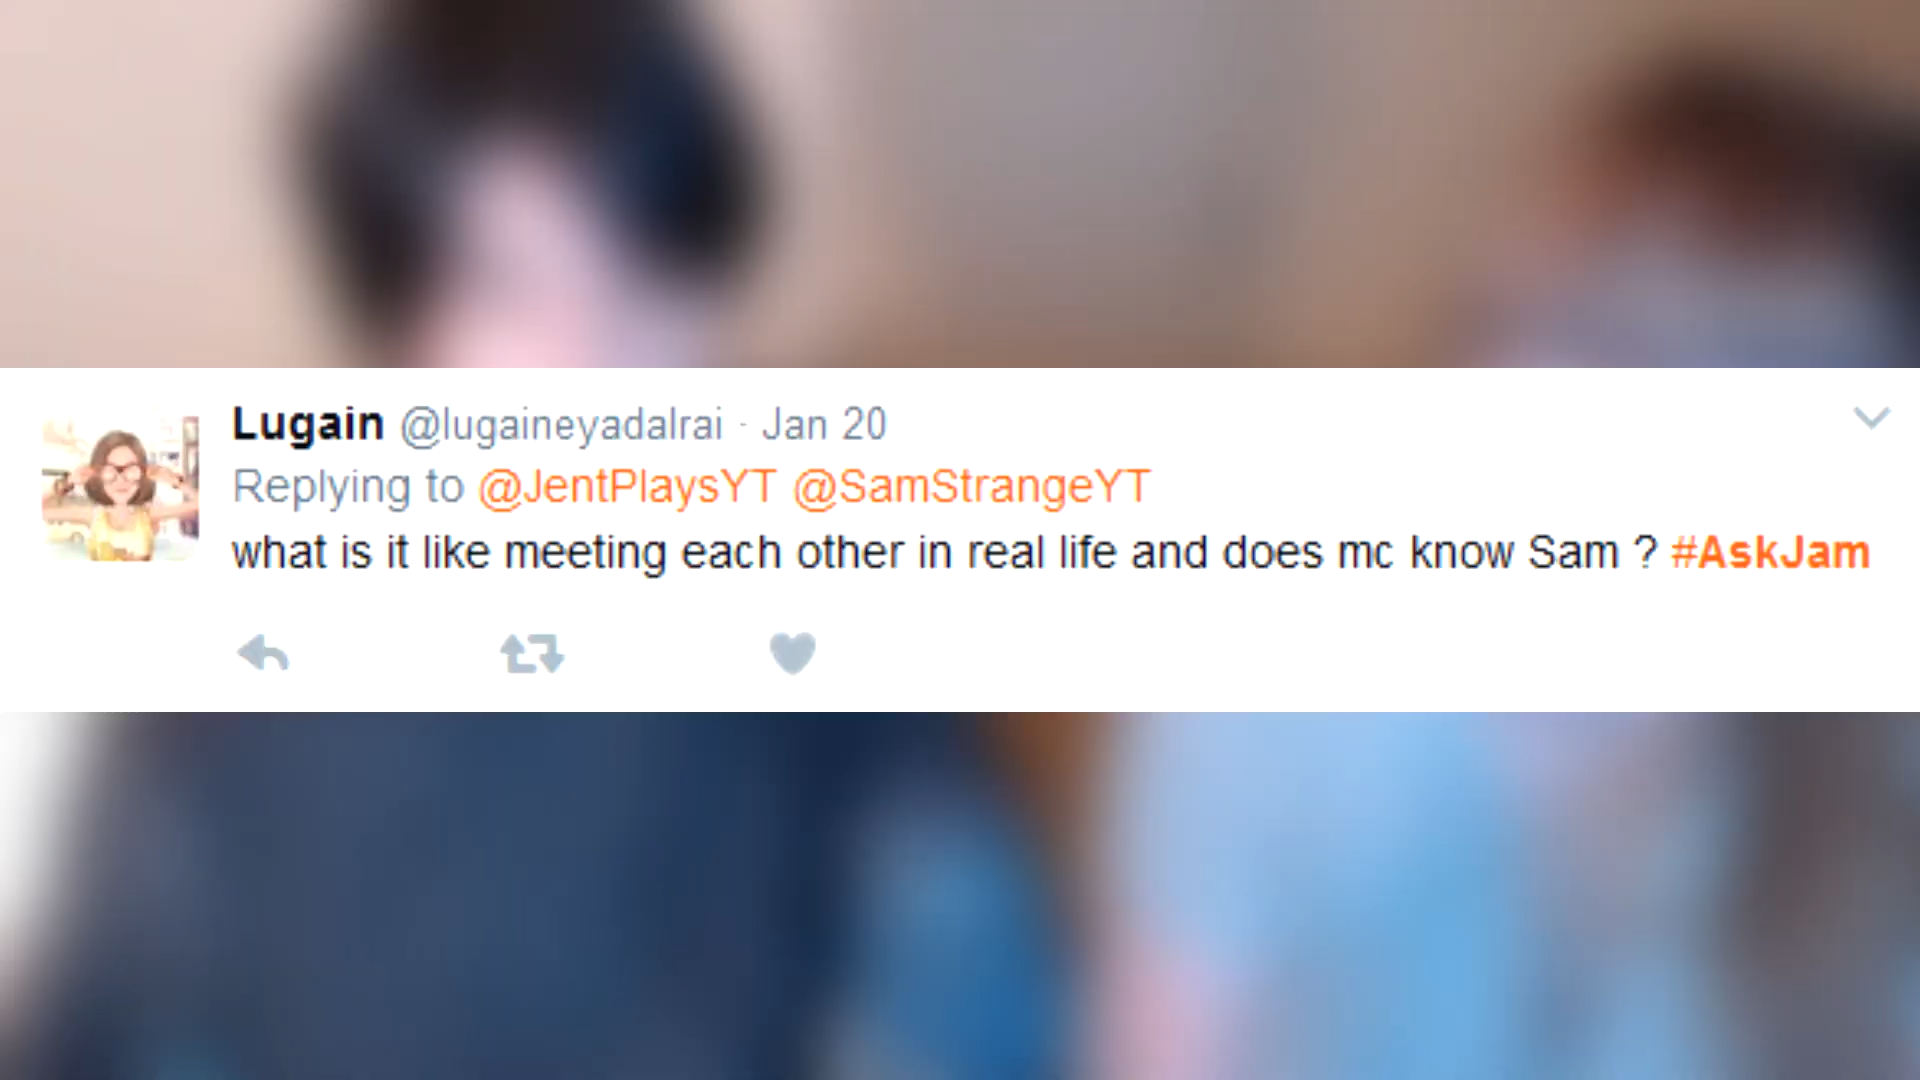 Lugain @lugaineyadalrai · Jan 20
Replying to @JentPlaysYT @SamStrangeYT
what is it like meeting each other in real life and does mc know Sam ? #AskJam